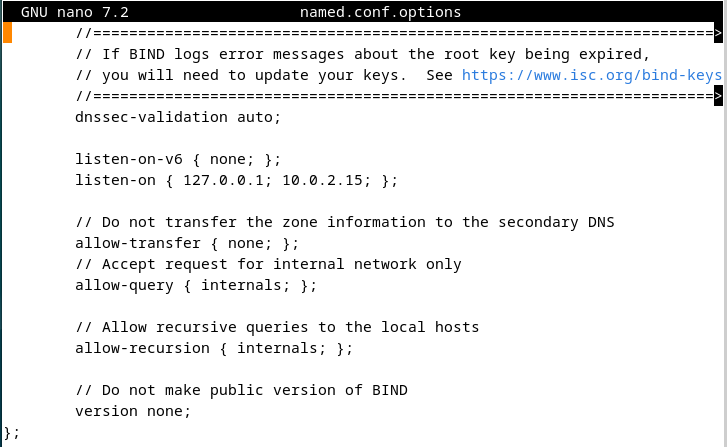 GNU nano 7.2 named.conf.options
//=====================================================================>
// If BIND logs error messages about the root key being expired,
// you will need to update your keys.  See https://www.isc.org/bind-keys
//=====================================================================>
dnssec-validation auto;
listen-on-v6 { none; };
listen-on { 127.0.0.1; 10.0.2.15; };
// Do not transfer the zone information to the secondary DNS
allow-transfer { none; };
// Accept request for internal network only
allow-query { internals; };
// Allow recursive queries to the local hosts
allow-recursion { internals; };
// Do not make public version of BIND
version none;
};